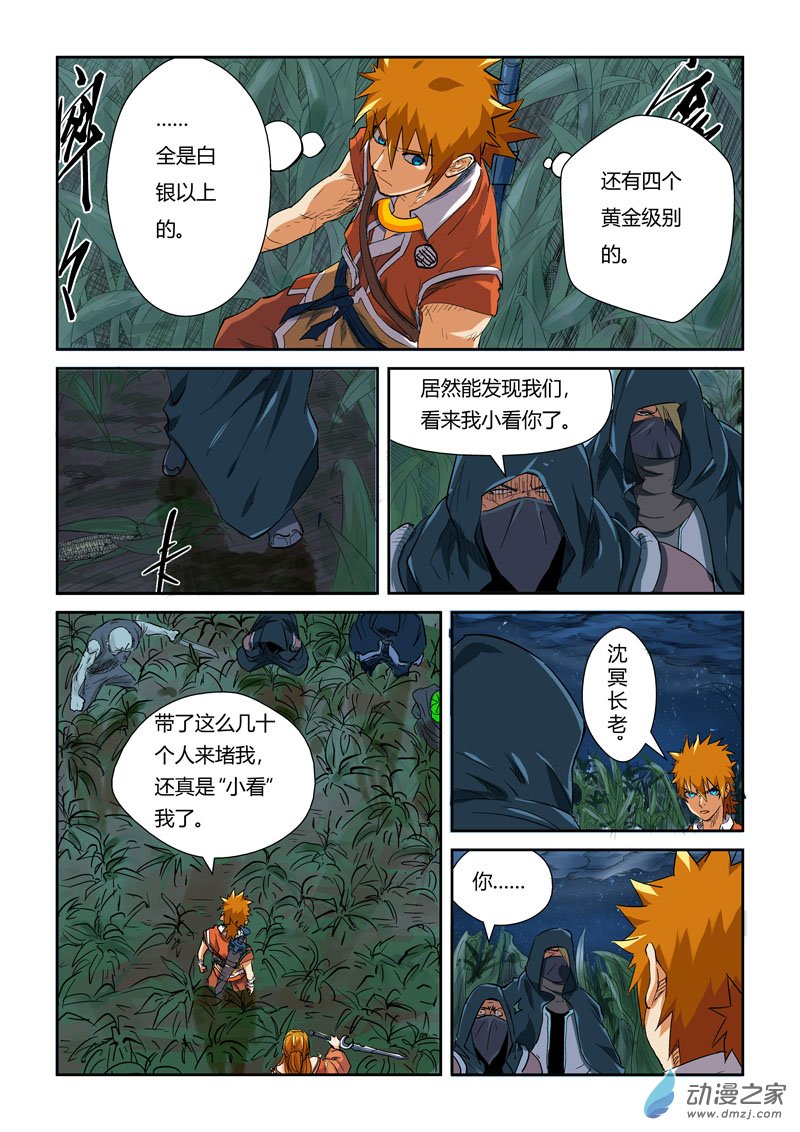 ……
全是白
银以上
的。
还有四个
黄金级别
的。
居然能发现我们，
看来我小看你了。
带了这么几十
个人来堵我，
还真是“小看”
我了。
沈冥长老。
你……
动漫之家
www.dmzj.com